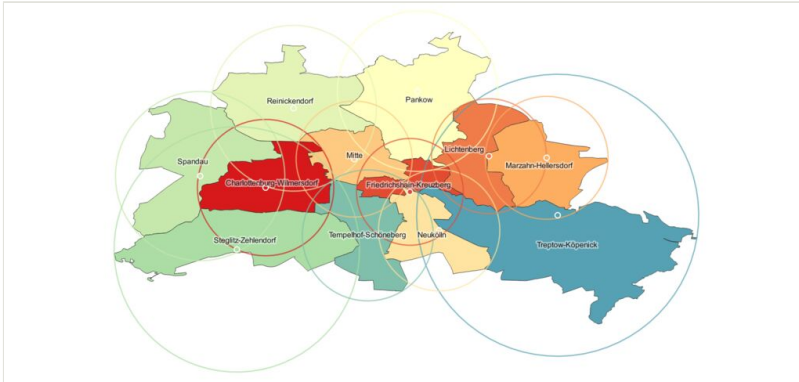 Reinickendorf
Pankow
Spandau
Mitte
Lichtenberg
Marzahn-Hellersdorf
Charlottenburg-Wilmersdorf
Friedrichshain-Kreuzberg
Steglitz-Zehlendorf
Tempelhof-Schöneberg
Neukölln
Treptow-Köpenick